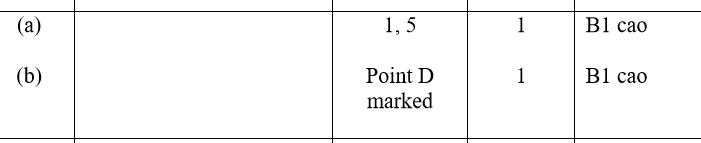 (a) 1, 5 1 B1 cao
(b) Point D 1 B1 cao
marked